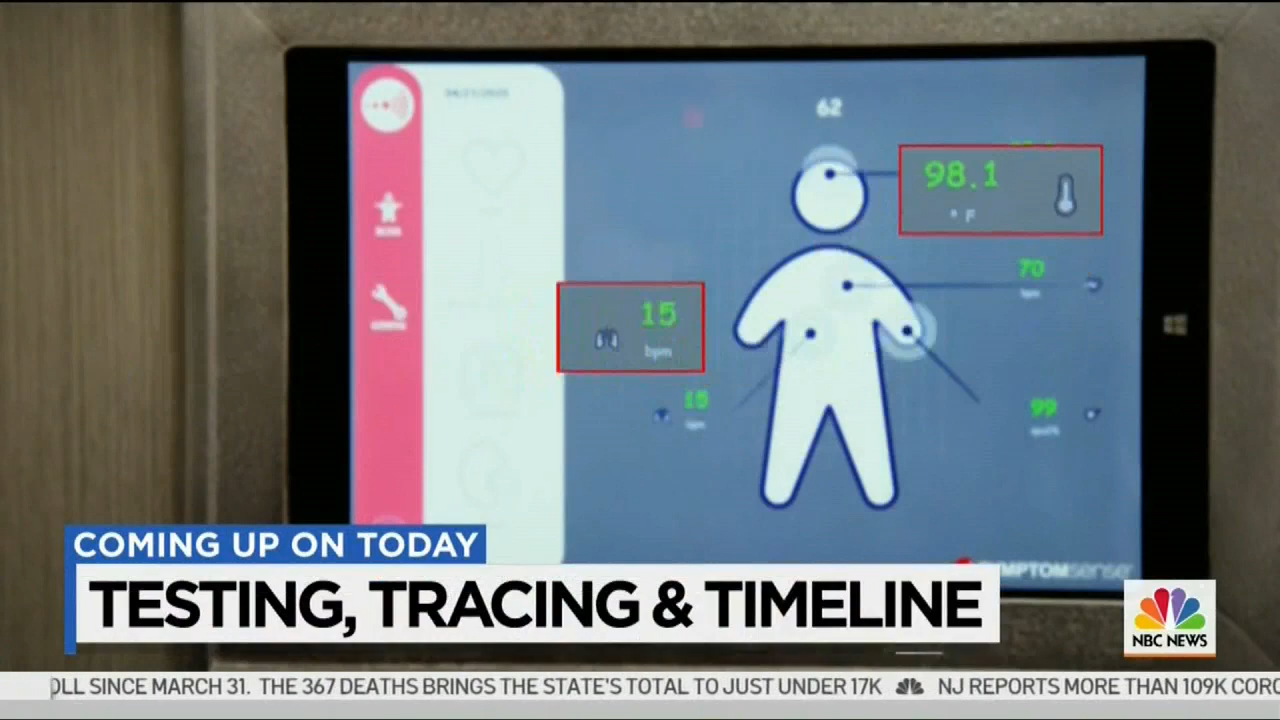 62
98.1
° F
70
bpm
15
bpm
15
bpm
99
COMING UP ON TODAY
TESTING, TRACING & TIMELINE
NBC NEWS
OLL SINCE MARCH 31. THE 367 DEATHS BRINGS THE STATE'S TOTAL TO JUST UNDER 17K NJ REPORTS MORE THAN 109K CORO